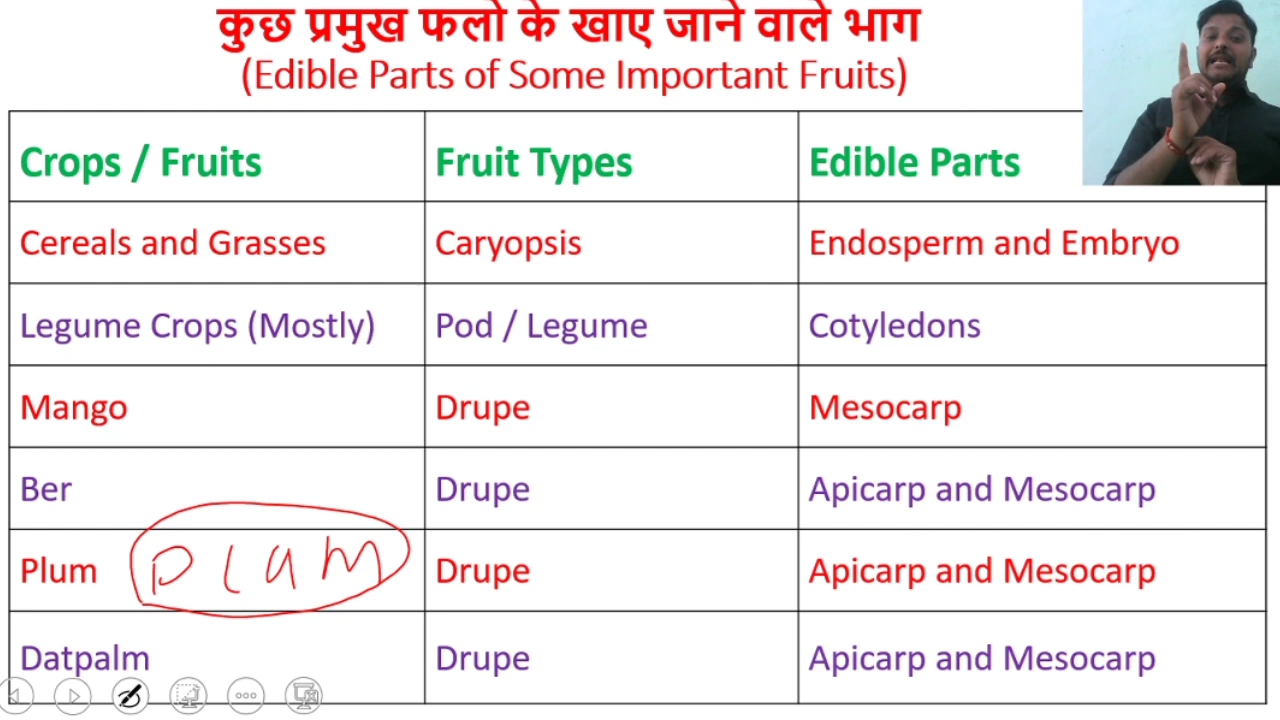 कुछ प्रमुख फलो के खाए जाने वाले भाग
(Edible Parts of Some Important Fruits)
Crops / Fruits Fruit Types Edible Parts
Cereals and Grasses Caryopsis Endosperm and Embryo
Legume Crops (Mostly) Pod / Legume Cotyledons
Mango Drupe Mesocarp
Ber Drupe Apicarp and Mesocarp
Plum PLUM Drupe Apicarp and Mesocarp
Datpalm Drupe Apicarp and Mesocarp